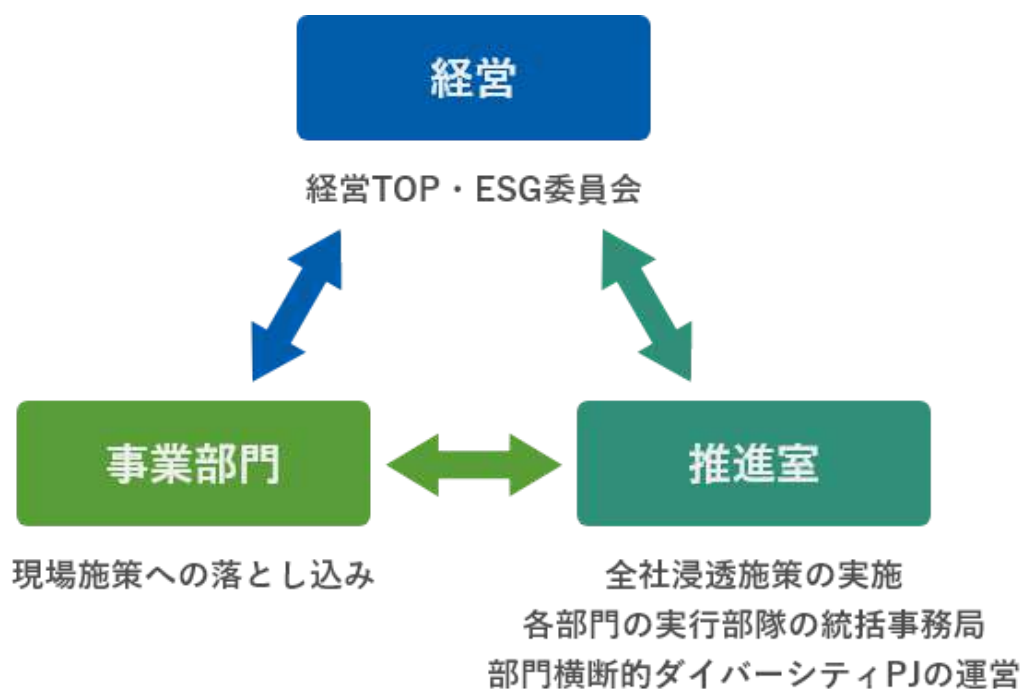 経営
経営TOP・ESG委員会
事業部門
推進室
現場施策への落とし込み
全社浸透施策の実施
各部門の実行部隊の統括事務局
部門横断的ダイバーシティPJの運営